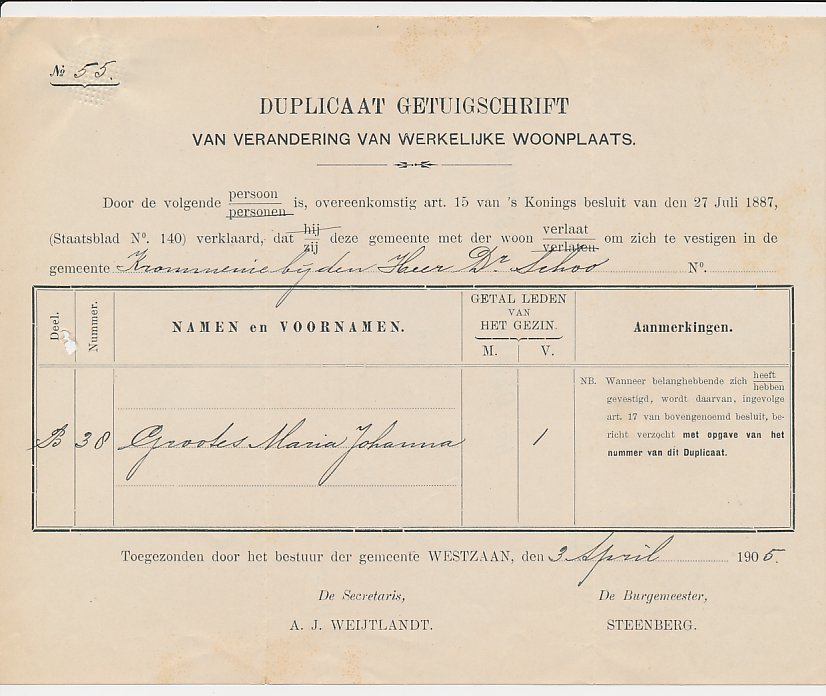 № 55.
DUPLICAAT GETUIGSCHRIFT
VAN VERANDERING VAN WERKELIJKE WOONPLAATS.
Door de volgende persoon personen is, overeenkomstig art. 15 van 's Konings besluit van den 27 Juli 1887,
(Staatsblad N°. 140) verklaard, dat hij zij deze gemeente met der woon verlaat verlaten om zich te vestigen in de
gemeente Krommenie bij den Heer Dr. Schoo N°.
Deel. Nummer. NAMEN en VOORNAMEN. GETAL LEDEN VAN HET GEZIN. M. V. Aanmerkingen.
NB. Wanneer belanghebbende zich heeft hebben
gevestigd, wordt daarvan, ingevolge
art. 17 van bovengenoemd besluit, be-
richt verzocht met opgave van het
nummer van dit Duplicaat.
B 38 Grootes Maria Johanna 1
Toegezonden door het bestuur der gemeente WESTZAAN, den 3 April 1905.
De Secretaris, De Burgemeester,
A. J. WEIJTLANDT. STEENBERG.